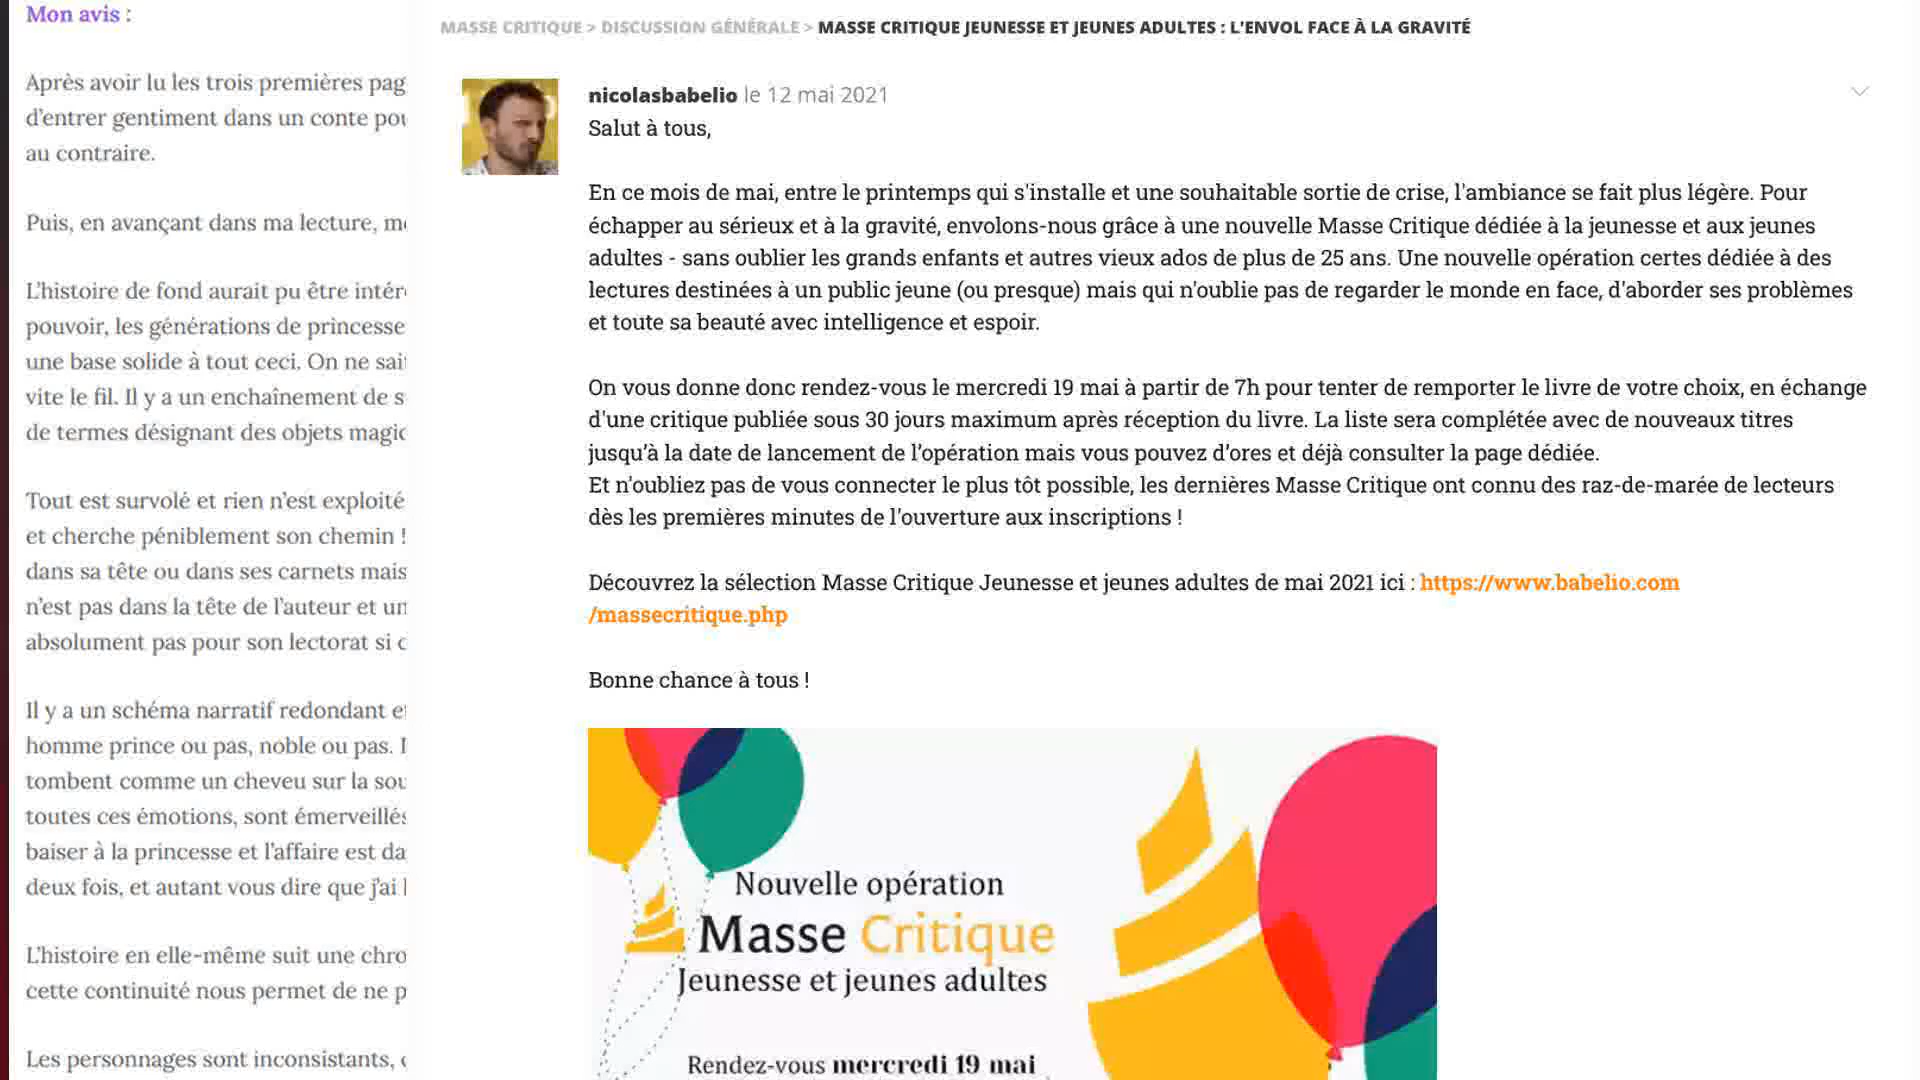 Mon avis :
Après avoir lu les trois premières
d'entrer gentiment dans un conte
au contraire.
Puis, en avançant dans ma lecture,
L'histoire de fond aurait pu être
pouvoir, les générations de princesse
une base solide à tout ceci. On ne
vite le fil. Il y a un enchaînement de
de termes désignant des objets
Tout est survolé et rien n'est exploité
et cherche péniblement son chemin !
dans sa tête ou dans ses carnets mais
n'est pas dans la tête de l'auteur et
absolument pas pour son lectorat si
Il y a un schéma narratif redondant
homme prince ou pas, noble ou pas.
tombent comme un cheveu sur la
toutes ces émotions, sont
baiser à la princesse et l'affaire est
deux fois, et autant vous dire que j'ai
L'histoire en elle-même suit une
cette continuité nous permet de ne
Les personnages sont inconsistants,
MASSE CRITIQUE > DISCUSSION GÉNÉRALE > MASSE CRITIQUE JEUNESSE ET JEUNES ADULTES : L'ENVOL FACE À LA GRAVITÉ
nicolasbabelio le 12 mai 2021
Salut à tous,
En ce mois de mai, entre le printemps qui s'installe et une souhaitable sortie de crise, l'ambiance se fait plus légère. Pour
échapper au sérieux et à la gravité, envolons-nous grâce à une nouvelle Masse Critique dédiée à la jeunesse et aux jeunes
adultes - sans oublier les grands enfants et autres vieux ados de plus de 25 ans. Une nouvelle opération certes dédiée à des
lectures destinées à un public jeune (ou presque) mais qui n'oublie pas de regarder le monde en face, d'aborder ses problèmes
et toute sa beauté avec intelligence et espoir.
On vous donne donc rendez-vous le mercredi 19 mai à partir de 7h pour tenter de remporter le livre de votre choix, en échange
d'une critique publiée sous 30 jours maximum après réception du livre. La liste sera complétée avec de nouveaux titres
jusqu'à la date de lancement de l'opération mais vous pouvez d'ores et déjà consulter la page dédiée.
Et n'oubliez pas de vous connecter le plus tôt possible, les dernières Masse Critique ont connu des raz-de-marée de lecteurs
dès les premières minutes de l'ouverture aux inscriptions !
Découvrez la sélection Masse Critique Jeunesse et jeunes adultes de mai 2021 ici : https://www.babelio.com
/massecritique.php
Bonne chance à tous !
Nouvelle opération
Masse Critique
Jeunesse et jeunes adultes
Rendez-vous mercredi 19 mai